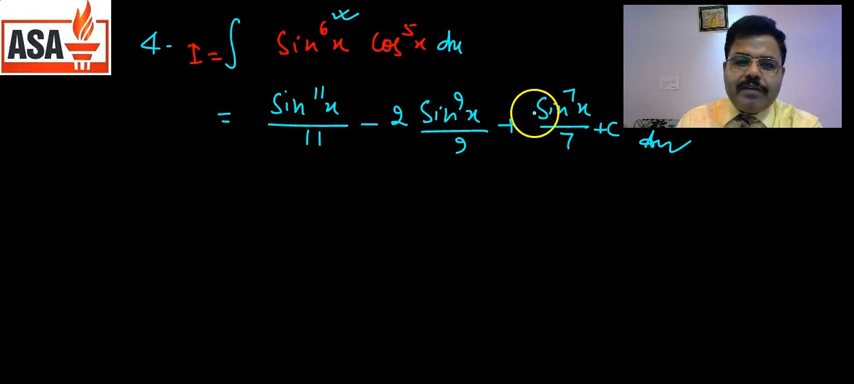 ASA
4. I = ∫ Sin⁶x cos⁵x dx
= Sin¹¹x/11 - 2 Sin⁹x/9 + Sin⁷x/7 + C